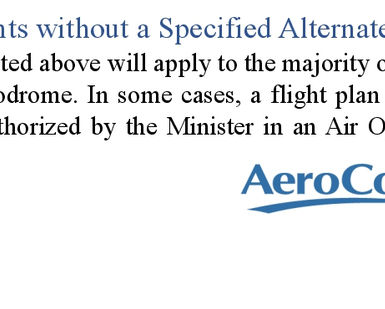 nts without a Specified Alternate
ted above will apply to the majority o
odrome. In some cases, a flight plan
thorized by the Minister in an Air O
AeroCo